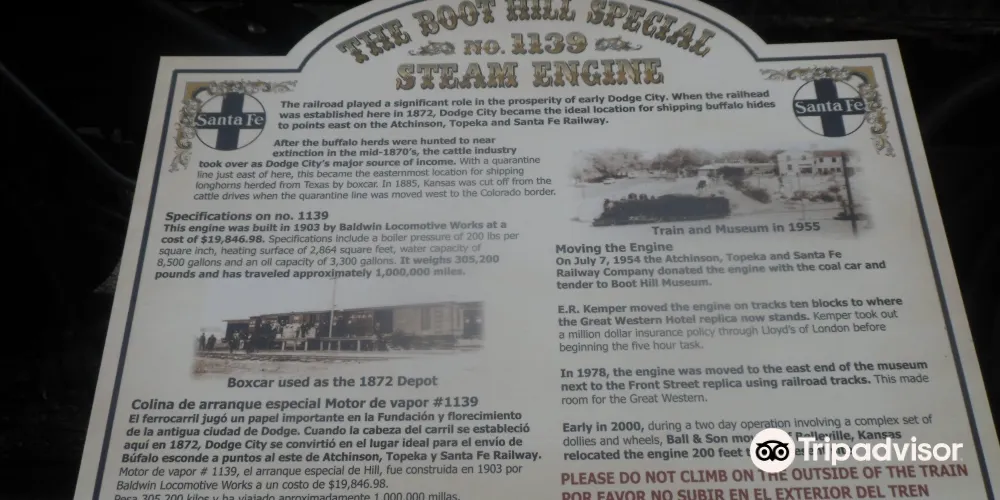 THE BOOT HILL SPECIAL
NO. 1139
STEAM ENGINE
Santa Fe
Santa Fe
The railroad played a significant role in the prosperity of early Dodge City. When the railhead
was established here in 1872, Dodge City became the ideal location for shipping buffalo hides
to points east on the Atchinson, Topeka and Santa Fe Railway.
After the buffalo herds were hunted to near
extinction in the mid-1870's, the cattle industry
took over as Dodge City's major source of income. With a quarantine
line just east of here, this became the easternmost location for shipping
longhorns herded from Texas by boxcar. In 1885, Kansas was cut off from the
cattle drives when the quarantine line was moved west to the Colorado border.
Specifications on no. 1139
This engine was built in 1903 by Baldwin Locomotive Works at a
cost of $19,846.98. Specifications include a boiler pressure of 200 lbs per
square inch, heating surface of 2,864 square feet, water capacity of
8,500 gallons and an oil capacity of 3,300 gallons. It weighs 305,200
pounds and has traveled approximately 1,000,000 miles.
Boxcar used as the 1872 Depot
Colina de arranque especial Motor de vapor #1139
El ferrocarril jugó un papel importante en la Fundación y florecimiento
de la antigua ciudad de Dodge. Cuando la cabeza del carril se estableció
aquí en 1872, Dodge City se convirtió en el lugar ideal para el envío de
Búfalo esconde a puntos al este de Atchinson, Topeka y Santa Fe Railway.
Motor de vapor # 1139, el arranque especial de Hill, fue construida en 1903 por
Baldwin Locomotive Works a un costo de $19,846.98.
Pesa 305,200 kilos y ha viajado aproximadamente 1,000,000 millas.
Train and Museum in 1955
Moving the Engine
On July 7, 1954 the Atchinson, Topeka and Santa Fe
Railway Company donated the engine with the coal car and
tender to Boot Hill Museum.
E.R. Kemper moved the engine on tracks ten blocks to where
the Great Western Hotel replica now stands. Kemper took out
a million dollar insurance policy through Lloyd's of London before
beginning the five hour task.
In 1978, the engine was moved to the east end of the museum
next to the Front Street replica using railroad tracks. This made
room for the Great Western.
Early in 2000, during a two day operation involving a complex set of
dollies and wheels, Ball & Son Belleville, Kansas
relocated the engine 200 feet
PLEASE DO NOT CLIMB ON THE OUTSIDE OF THE TRAIN
POR FAVOR NO SUBIR EN EL EXTERIOR DEL TREN
Tripadvisor